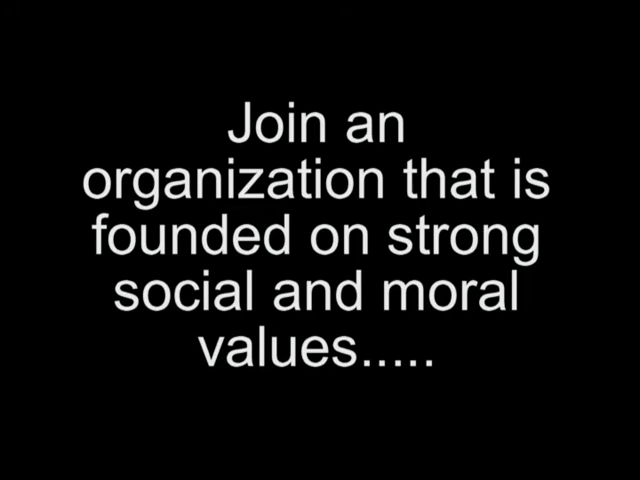 Join an
organization that is
founded on strong
social and moral
values.....